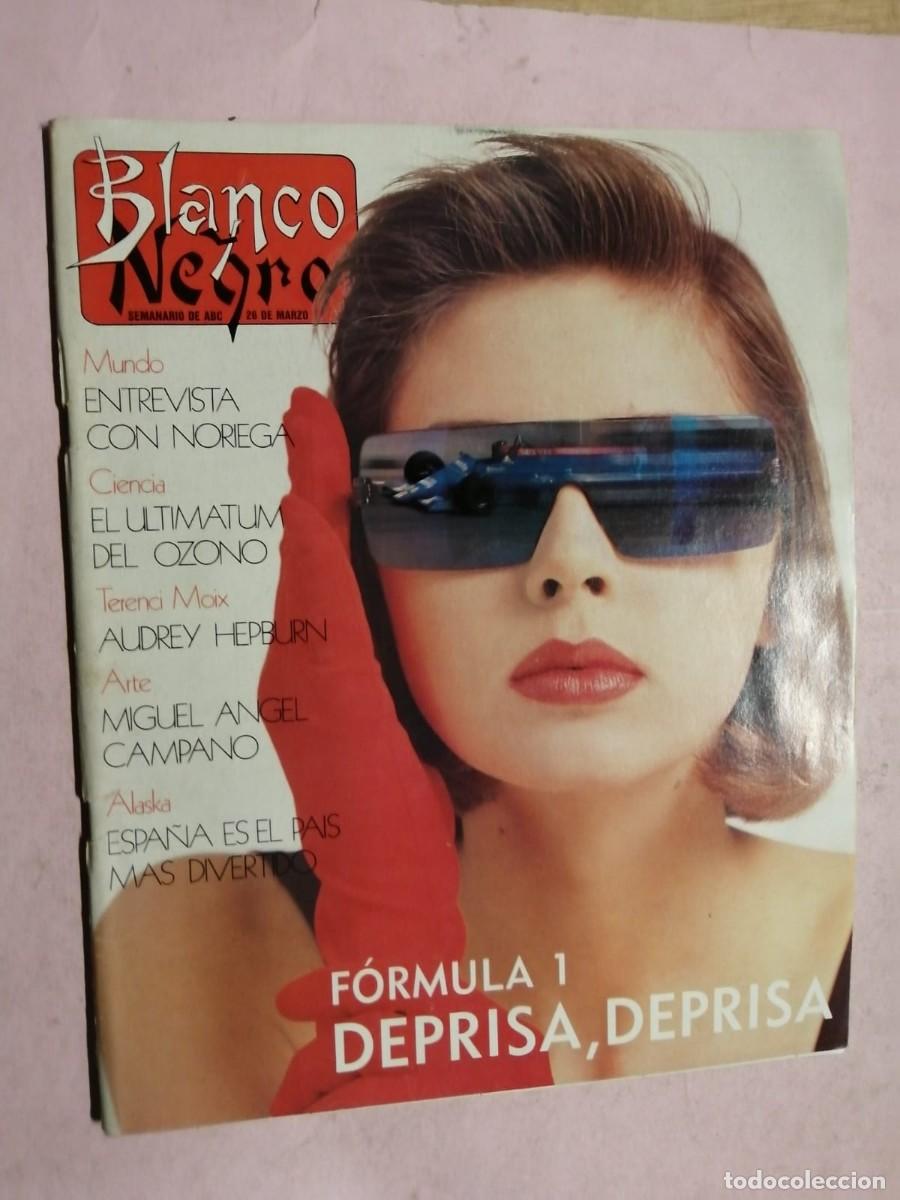 Blanco
y
Negro
SEMANARIO DE ABC 26 DE MARZO
Mundo
ENTREVISTA
CON NORIEGA
Ciencia
EL ULTIMATUM
DEL OZONO
Terenci Moix
AUDREY HEPBURN
Arte
MIGUEL ANGEL
CAMPANO
Alaska
ESPAÑA ES EL PAIS
MAS DIVERTIDO
FÓRMULA 1
DEPRISA, DEPRISA
todocoleccion